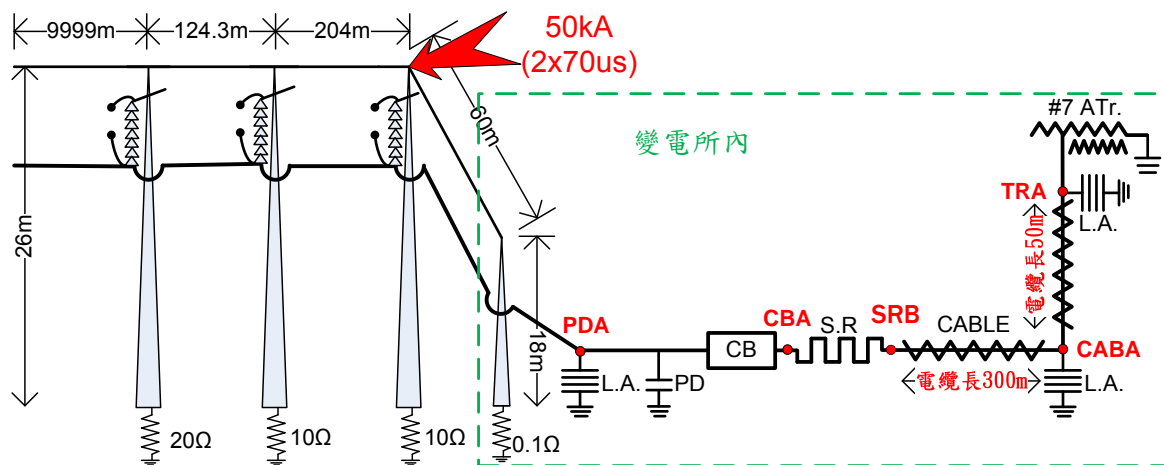 9999m
124.3m
204m
50kA
(2x70us)
60m
變電所內
#7 ATr.
TRA
L.A.
電纜長50m
26m
18m
PDA
CBA
S.R
SRB
CABLE
CABA
CB
L.A.
PD
電纜長300m
L.A.
20Ω
10Ω
10Ω
0.1Ω